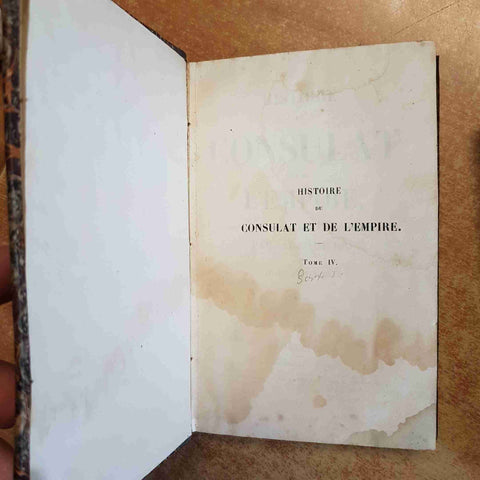 HISTOIRE
DU
CONSULAT ET DE L'EMPIRE.
TOME IV.